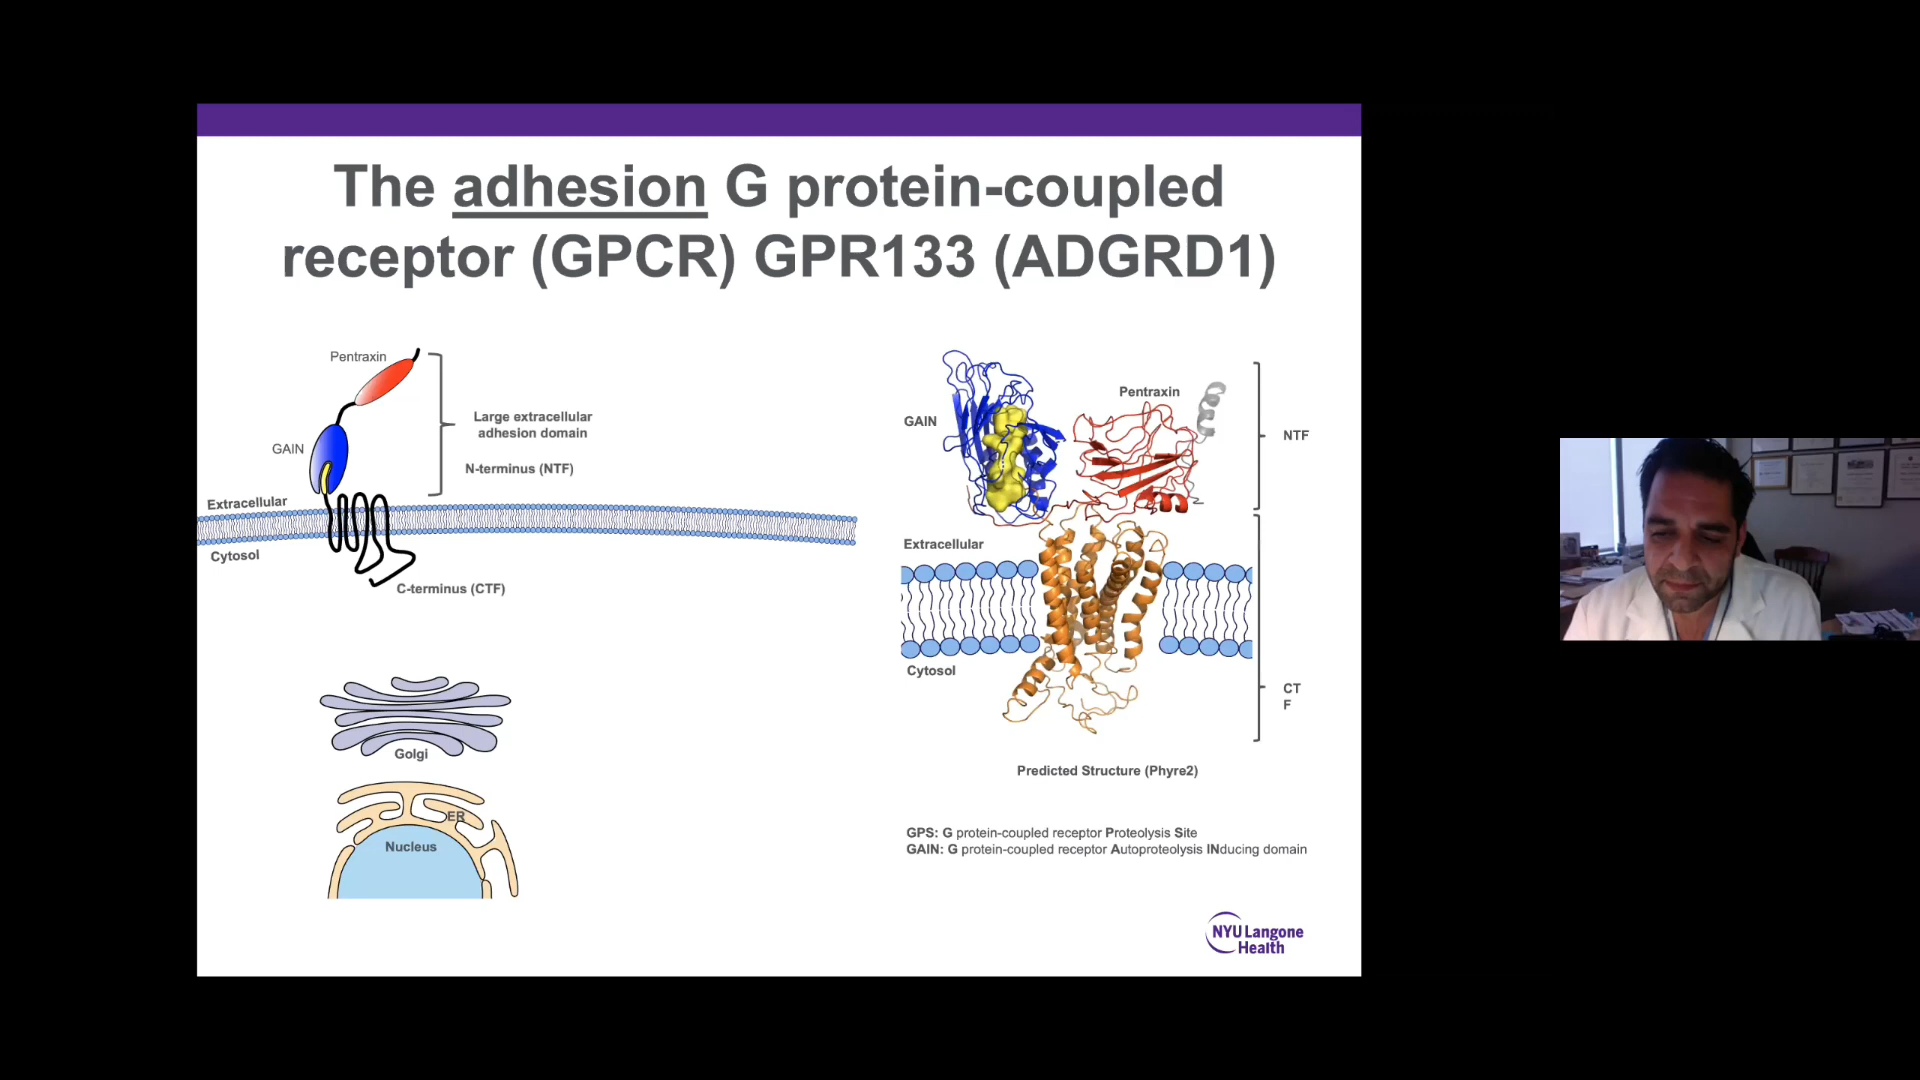 The adhesion G protein-coupled
receptor (GPCR) GPR133 (ADGRD1)
Pentraxin
GAIN
Large extracellular
adhesion domain
N-terminus (NTF)
Extracellular
Cytosol
C-terminus (CTF)
Golgi
ER
Nucleus
GAIN
Pentraxin
NTF
Extracellular
Cytosol
CT
F
Predicted Structure (Phyre2)
GPS: G protein-coupled receptor Proteolysis Site
GAIN: G protein-coupled receptor Autoproteolysis INducing domain
NYU Langone
Health